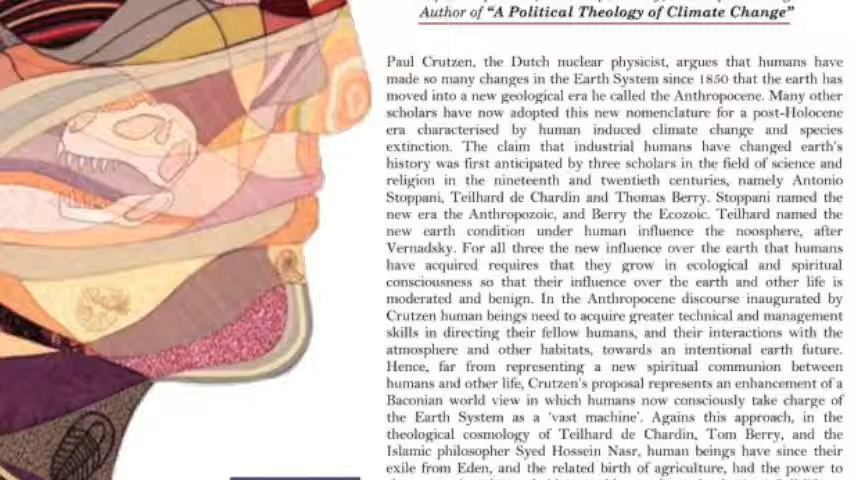 Author of “A Political Theology of Climate Change”
Paul Crutzen, the Dutch nuclear physicist, argues that humans have
made so many changes in the Earth System since 1850 that the earth has
moved into a new geological era he called the Anthropocene. Many other
scholars have now adopted this new nomenclature for a post-Holocene
era characterised by human induced climate change and species
extinction. The claim that industrial humans have changed earth’s
history was first anticipated by three scholars in the field of science and
religion in the nineteenth and twentieth centuries, namely Antonio
Stoppani, Teilhard de Chardin and Thomas Berry. Stoppani named the
new era the Anthropozoic, and Berry the Ecozoic. Teilhard named the
new earth condition under human influence the noosphere, after
Vernadsky. For all three the new influence over the earth that humans
have acquired requires that they grow in ecological and spiritual
consciousness so that their influence over the earth and other life is
moderated and benign. In the Anthropocene discourse inaugurated by
Crutzen human beings need to acquire greater technical and management
skills in directing their fellow humans, and their interactions with the
atmosphere and other habitats, towards an intentional earth future.
Hence, far from representing a new spiritual communion between
humans and other life, Crutzen’s proposal represents an enhancement of a
Baconian world view in which humans now consciously take charge of
the Earth System as a ‘vast machine’. Agains this approach, in the
theological cosmology of Teilhard de Chardin, Tom Berry, and the
Islamic philosopher Syed Hossein Nasr, human beings have since their
exile from Eden, and the related birth of agriculture, had the power to